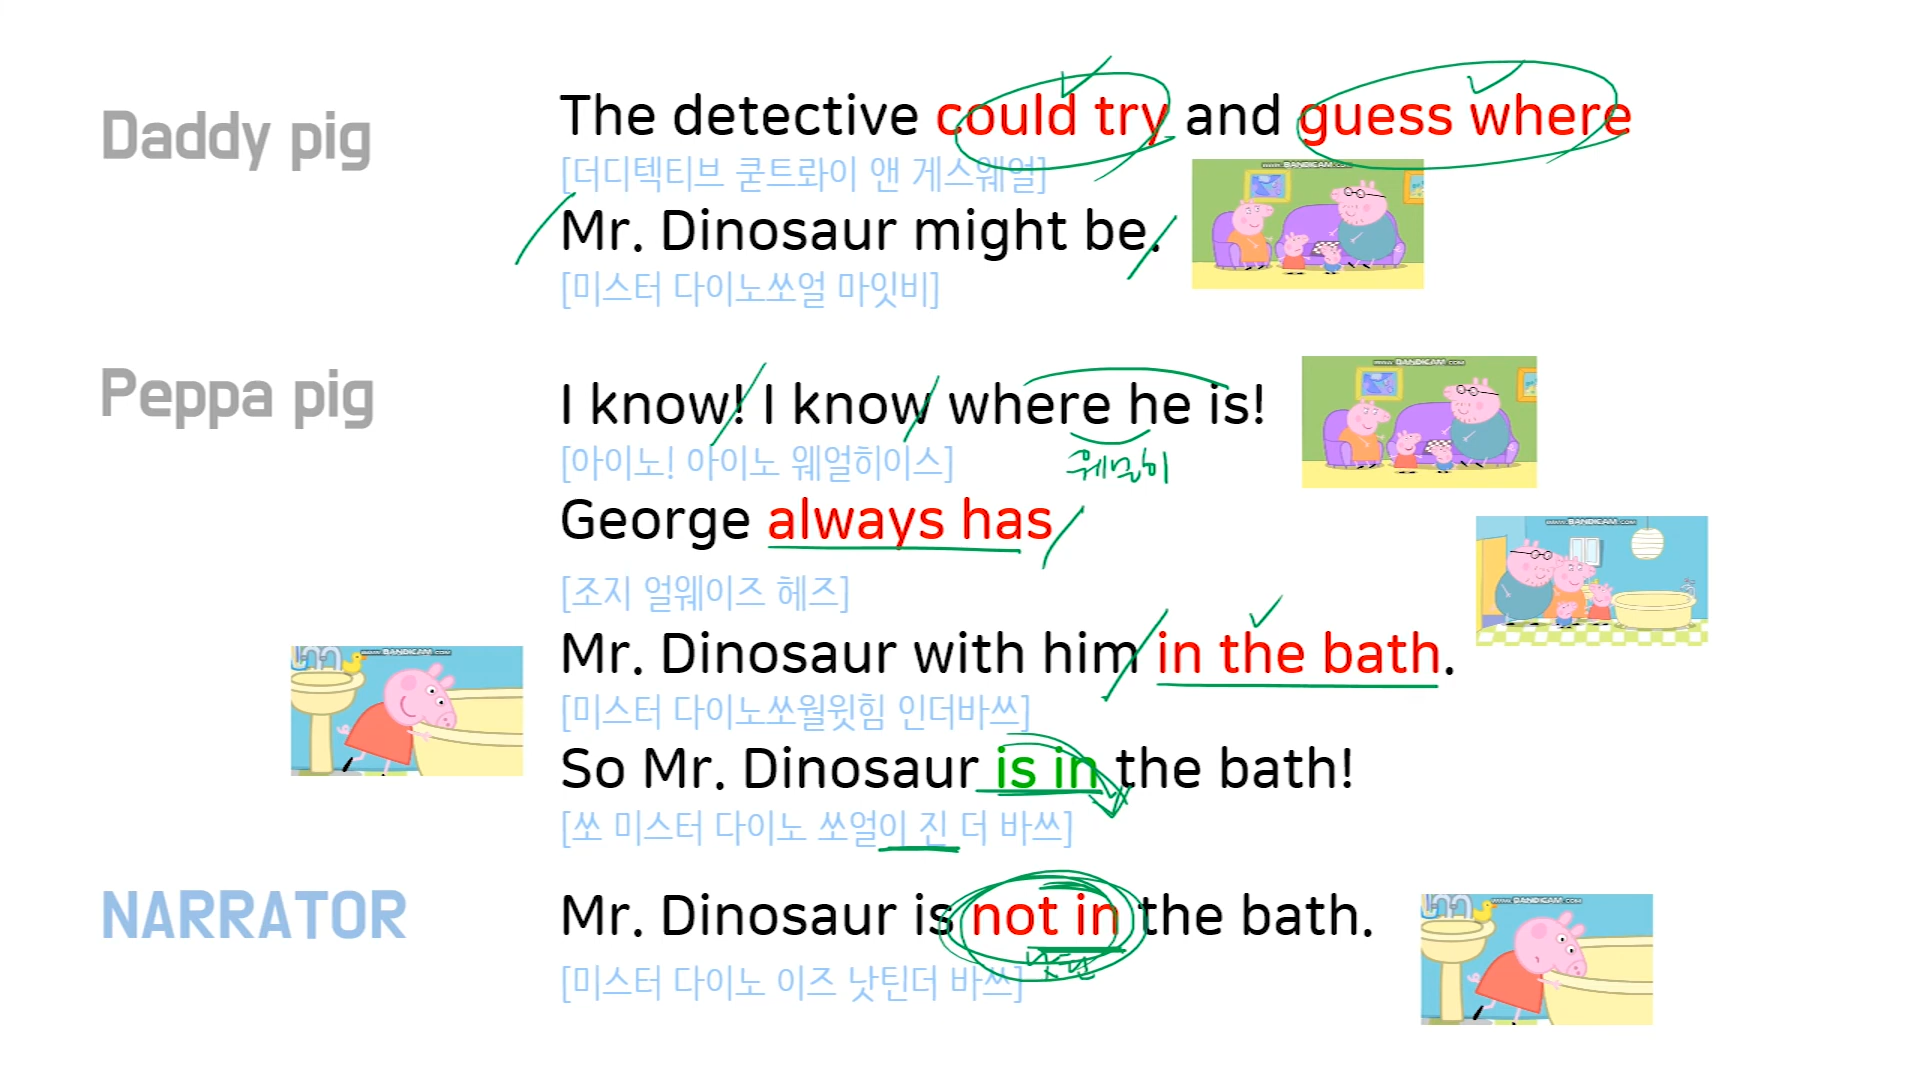 Daddy pig
The detective could try and guess where
[더디텍티브 쿧트롸이 앤 게스웨얼]
Mr. Dinosaur might be.
[미스터 다이노쏘얼 마잇비]
Peppa pig
I know! I know where he is!
[아이노! 아이노 웨얼히이스]
웨얼히
George always has
[조지 얼웨이즈 헤즈]
Mr. Dinosaur with him in the bath.
[미스터 다이노쏘월윗힘 인더바쓰]
So Mr. Dinosaur is in the bath!
[쏘 미스터 다이노 쏘얼이 진 더 바쓰]
NARRATOR
Mr. Dinosaur is not in the bath.
[미스터 다이노 이즈 낫틴더 바쓰]